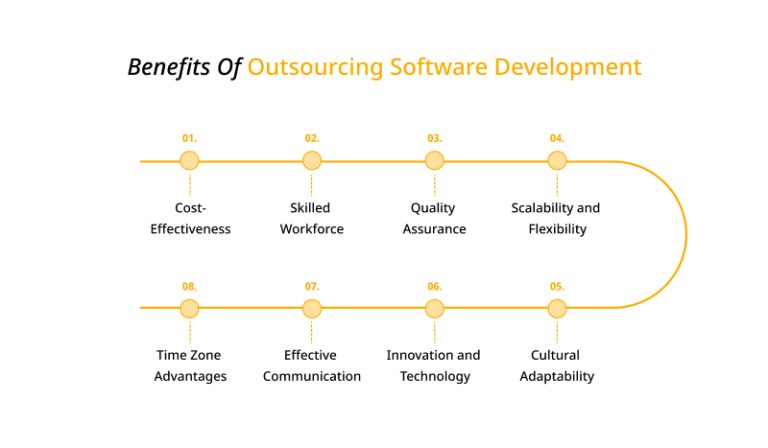 Benefits Of Outsourcing Software Development
01.
Cost-
Effectiveness
02.
Skilled
Workforce
03.
Quality
Assurance
04.
Scalability and
Flexibility
05.
Cultural
Adaptability
06.
Innovation and
Technology
07.
Effective
Communication
08.
Time Zone
Advantages